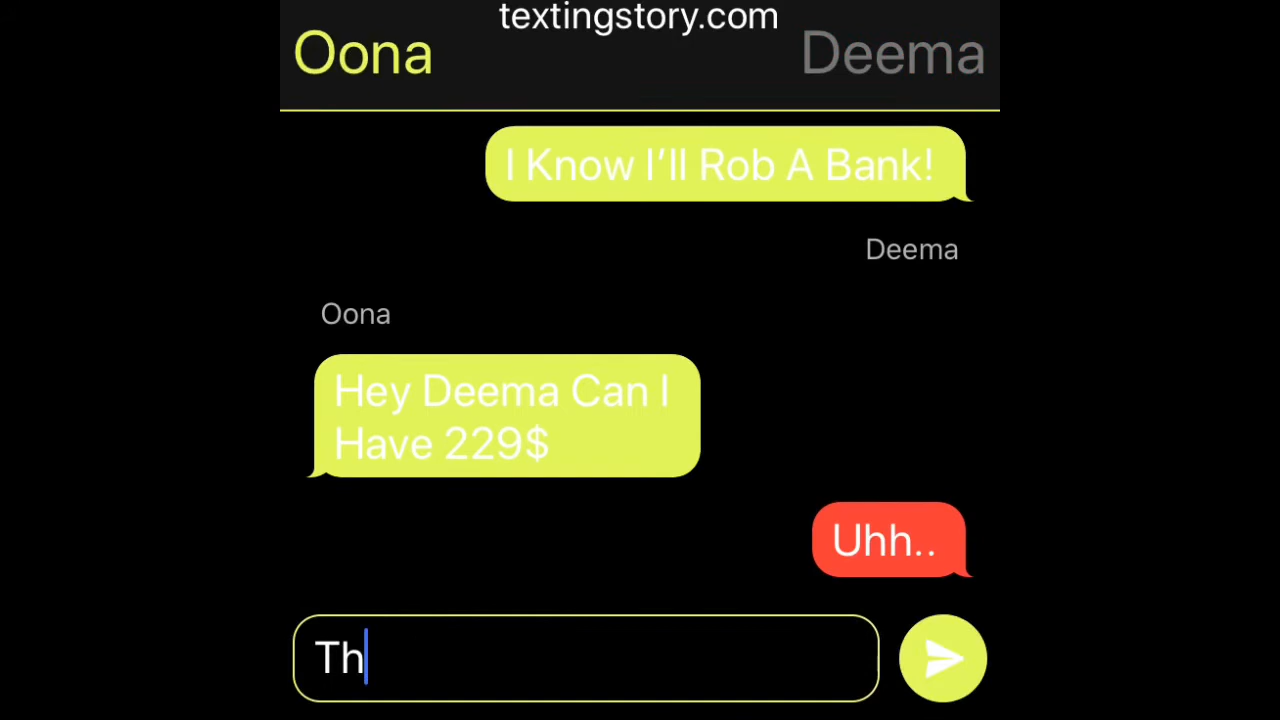 textingstory.com
Oona
Deema
I Know I’ll Rob A Bank!
Deema
Oona
Hey Deema Can I
Have 229$
Uhh..
Th